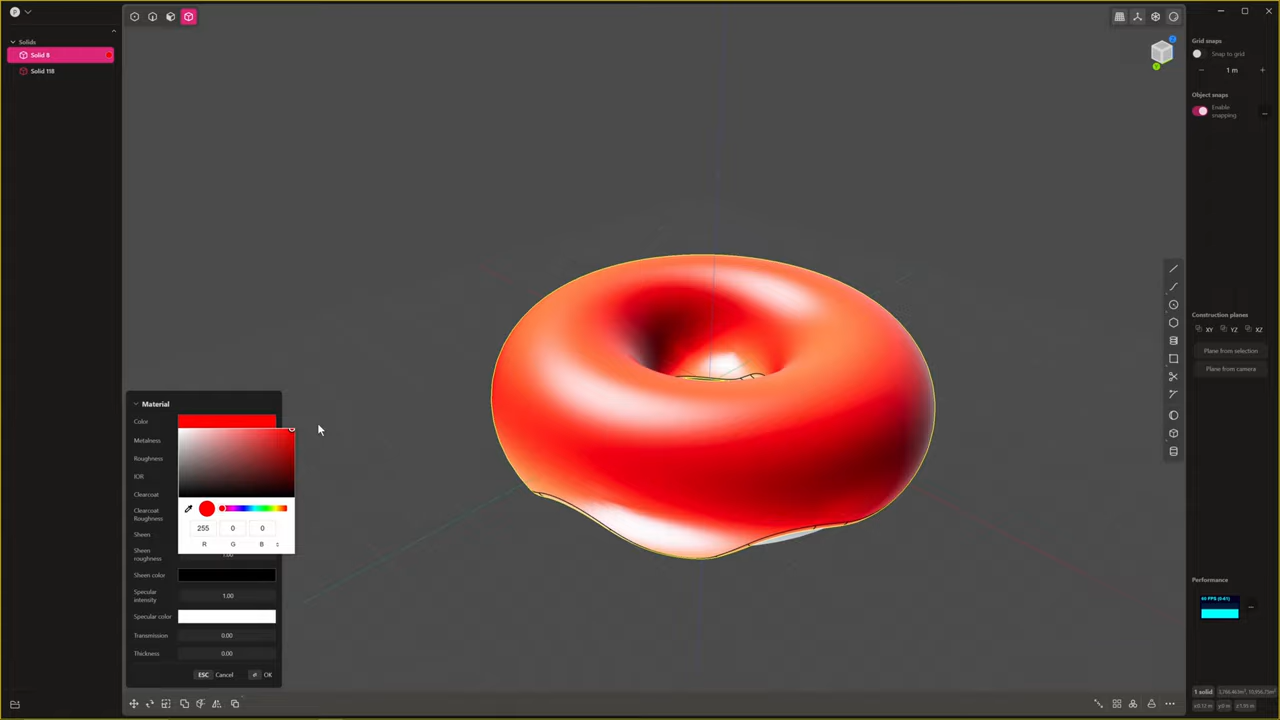 Solids
Solid 8
Solid 118
Grid snaps
Snap to grid
1 m
Object snaps
Enable
snapping
Construction planes
XY YZ XZ
Plane from selection
Plane from camera
Material
Color
Metalness
Roughness
IOR
Clearcoat
Clearcoat
Roughness
Sheen
255 0 0
R G B
Sheen
roughness
1.00
Sheen color
Specular
intensity
1.00
Specular color
Transmission
0.00
Thickness
0.00
ESC Cancel
OK
Performance
1 solid